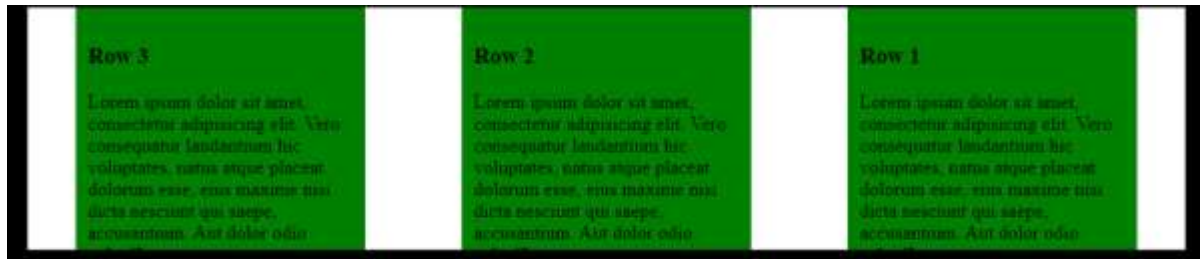 Row 3
Lorem ipsum dolor sit amet,
consectetur adipisicing elit. Vero
consequatur laudantium hic
voluptates, natus atque placeat
dolorum esse, eius maxime nisi
dicta nesciunt qui saepe,
accusantium. Aut dolor odio
Row 2
Lorem ipsum dolor sit amet,
consectetur adipisicing elit. Vero
consequatur laudantium hic
voluptates, natus atque placeat
dolorum esse, eius maxime nisi
dicta nesciunt qui saepe,
accusantium. Aut dolor odio
Row 1
Lorem ipsum dolor sit amet,
consectetur adipisicing elit. Vero
consequatur laudantium hic
voluptates, natus atque placeat
dolorum esse, eius maxime nisi
dicta nesciunt qui saepe,
accusantium. Aut dolor odio